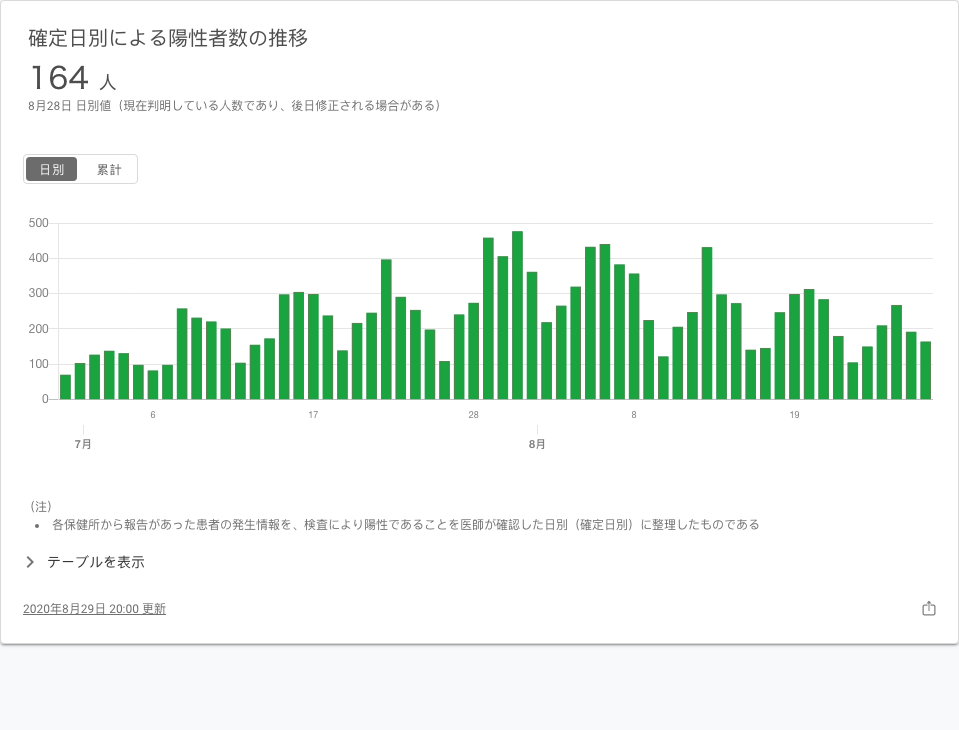 確定日別による陽性者数の推移
164 人
8月28日 日別値（現在判明している人数であり、後日修正される場合がある）
日別 累計
500
400
300
200
100
0
6 17 28 8 19
7月 8月
（注）
• 各保健所から報告があった患者の発生情報を、検査により陽性であることを医師が確認した日別（確定日別）に整理したものである
テーブルを表示
2020年8月29日 20:00 更新